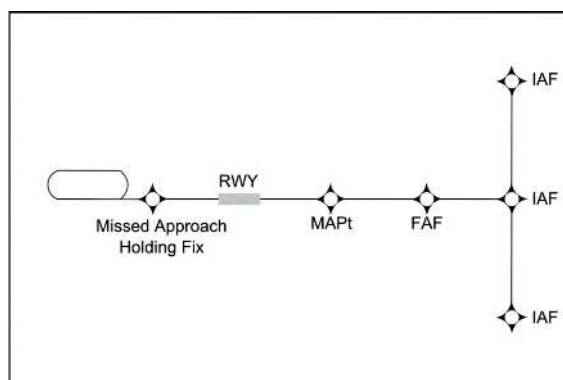 IAF
RWY
IAF
Missed Approach
Holding Fix
MAPt
FAF
IAF